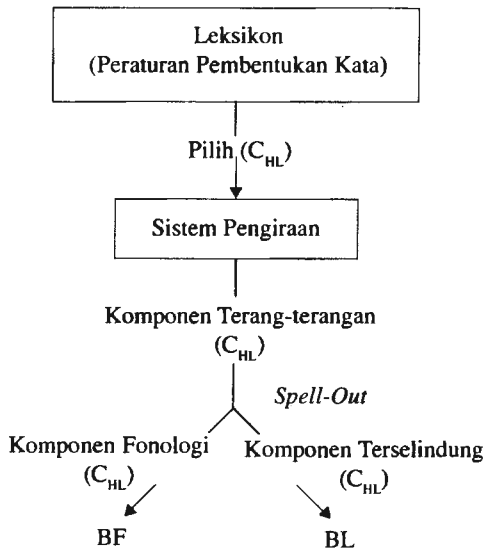 Leksikon
(Peraturan Pembentukan Kata)
Pilih (C_HL)
Sistem Pengiraan
Komponen Terang-terangan
(C_HL)
Spell-Out
Komponen Fonologi
(C_HL)
Komponen Terselindung
(C_HL)
BF
BL